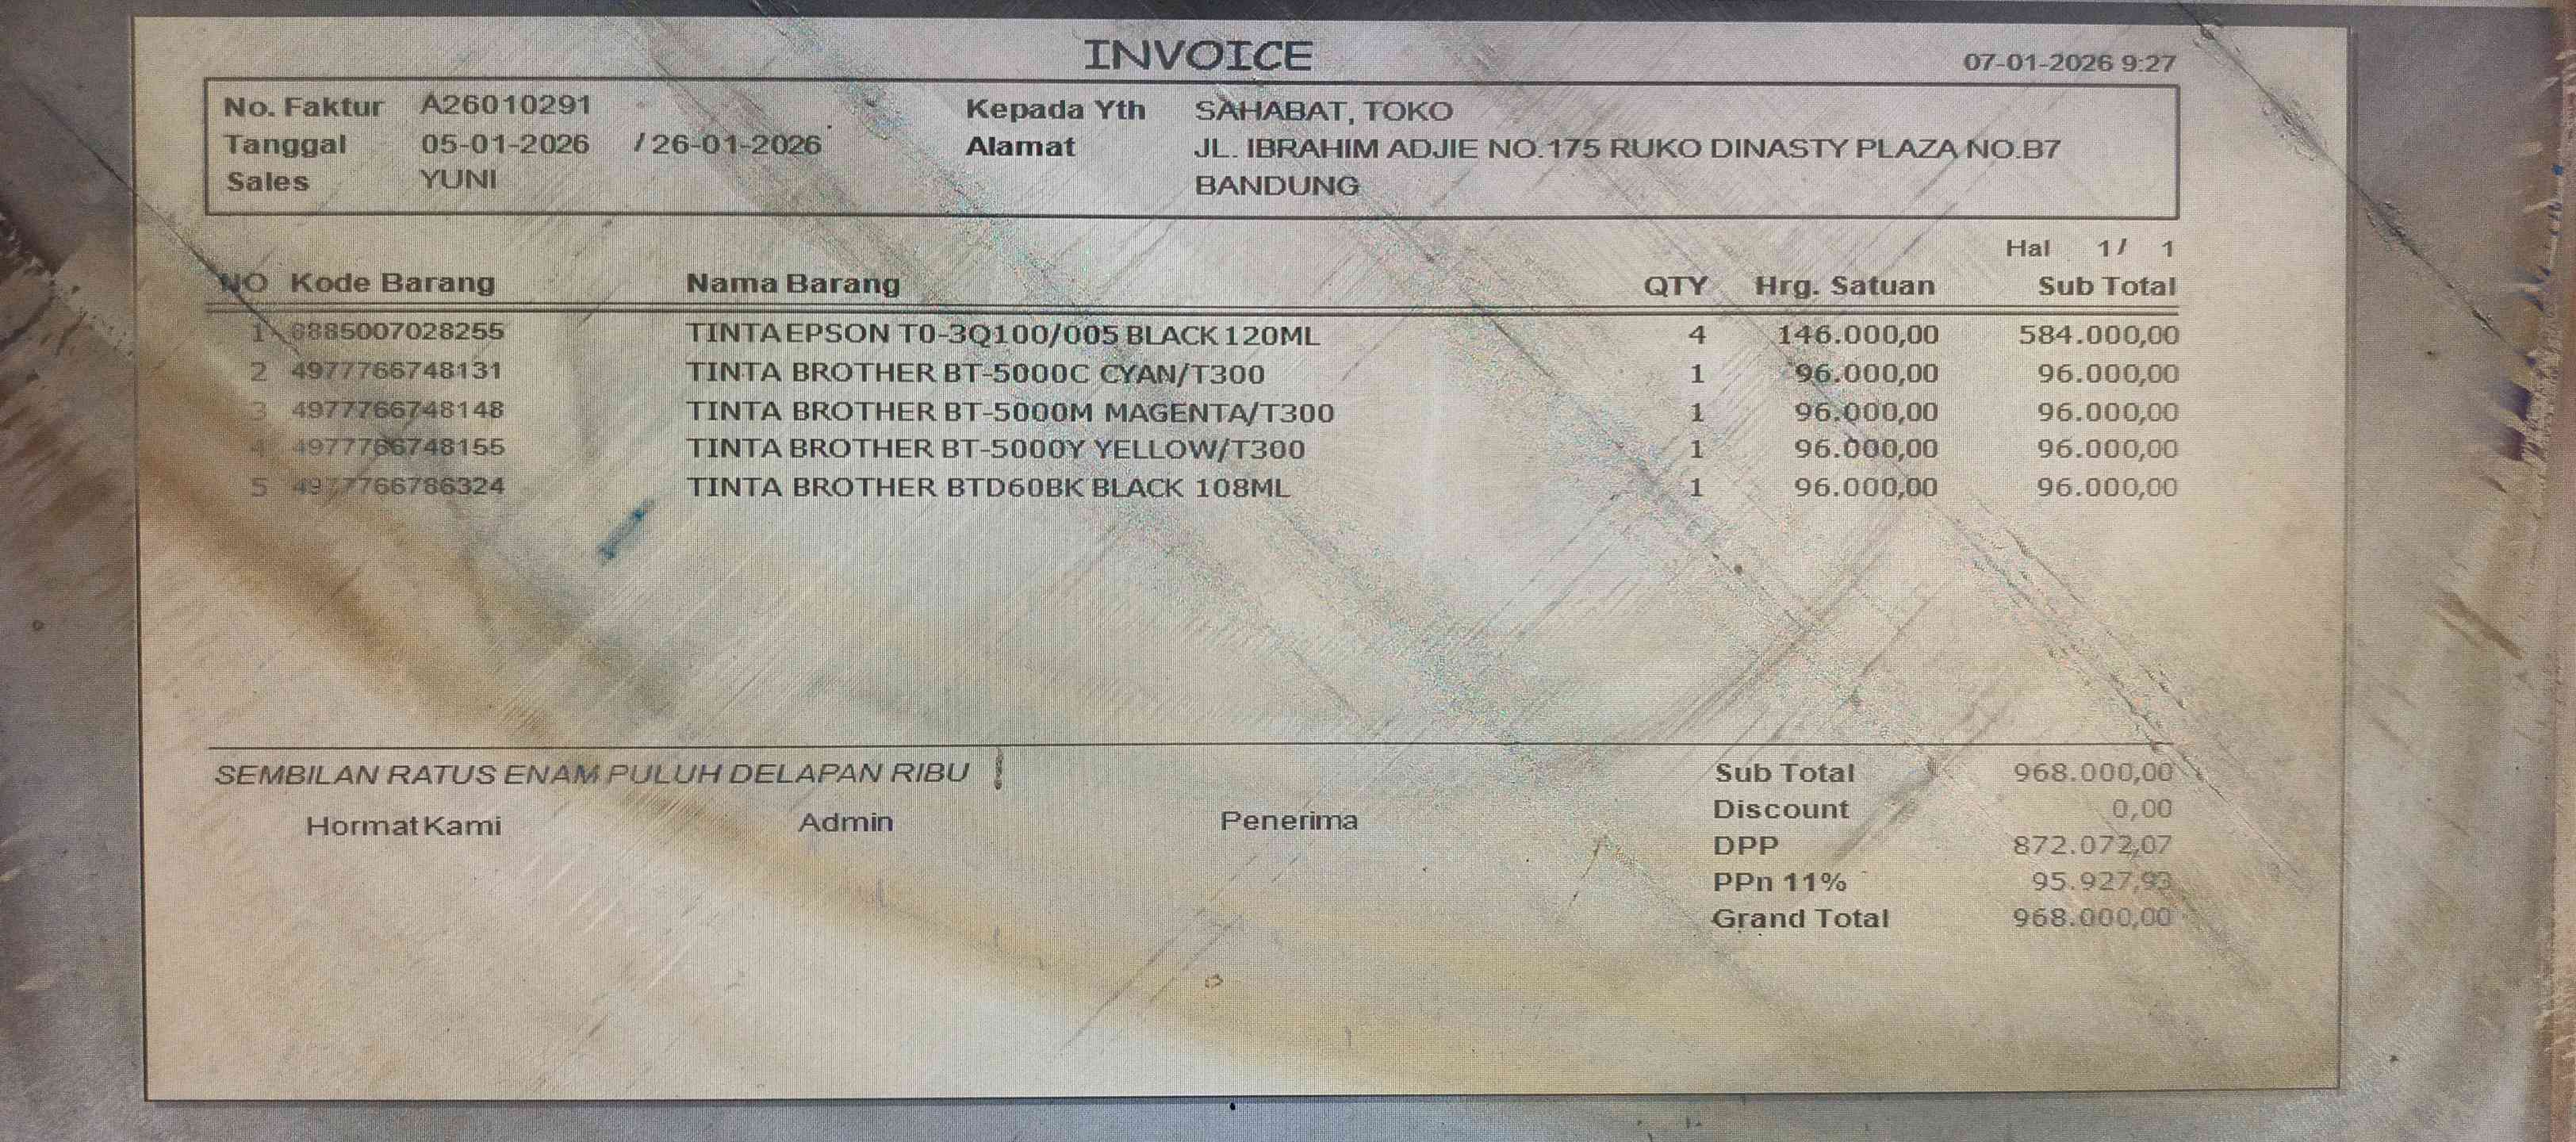 INVOICE
07-01-2026 9:27
No. Faktur A26010291
Tanggal 05-01-2026 / 26-01-2026
Sales YUNI
Kepada Yth SAHABAT, TOKO
Alamat JL. IBRAHIM ADJIE NO.175 RUKO DINASTY PLAZA NO.B7
BANDUNG
Hal 1 / 1
NO Kode Barang Nama Barang QTY Hrg. Satuan Sub Total
1 8885007028255 TINTA EPSON T0-3Q100/005 BLACK 120ML 4 146.000,00 584.000,00
2 4977766748131 TINTA BROTHER BT-5000C CYAN/T300 1 96.000,00 96.000,00
3 4977766748148 TINTA BROTHER BT-5000M MAGENTA/T300 1 96.000,00 96.000,00
4 4977766748155 TINTA BROTHER BT-5000Y YELLOW/T300 1 96.000,00 96.000,00
5 4977766786324 TINTA BROTHER BTD60BK BLACK 108ML 1 96.000,00 96.000,00
SEMBILAN RATUS ENAM PULUH DELAPAN RIBU
Hormat Kami Admin Penerima
Sub Total 968.000,00
Discount 0,00
DPP 872.072,07
PPn 11% 95.927,93
Grand Total 968.000,00